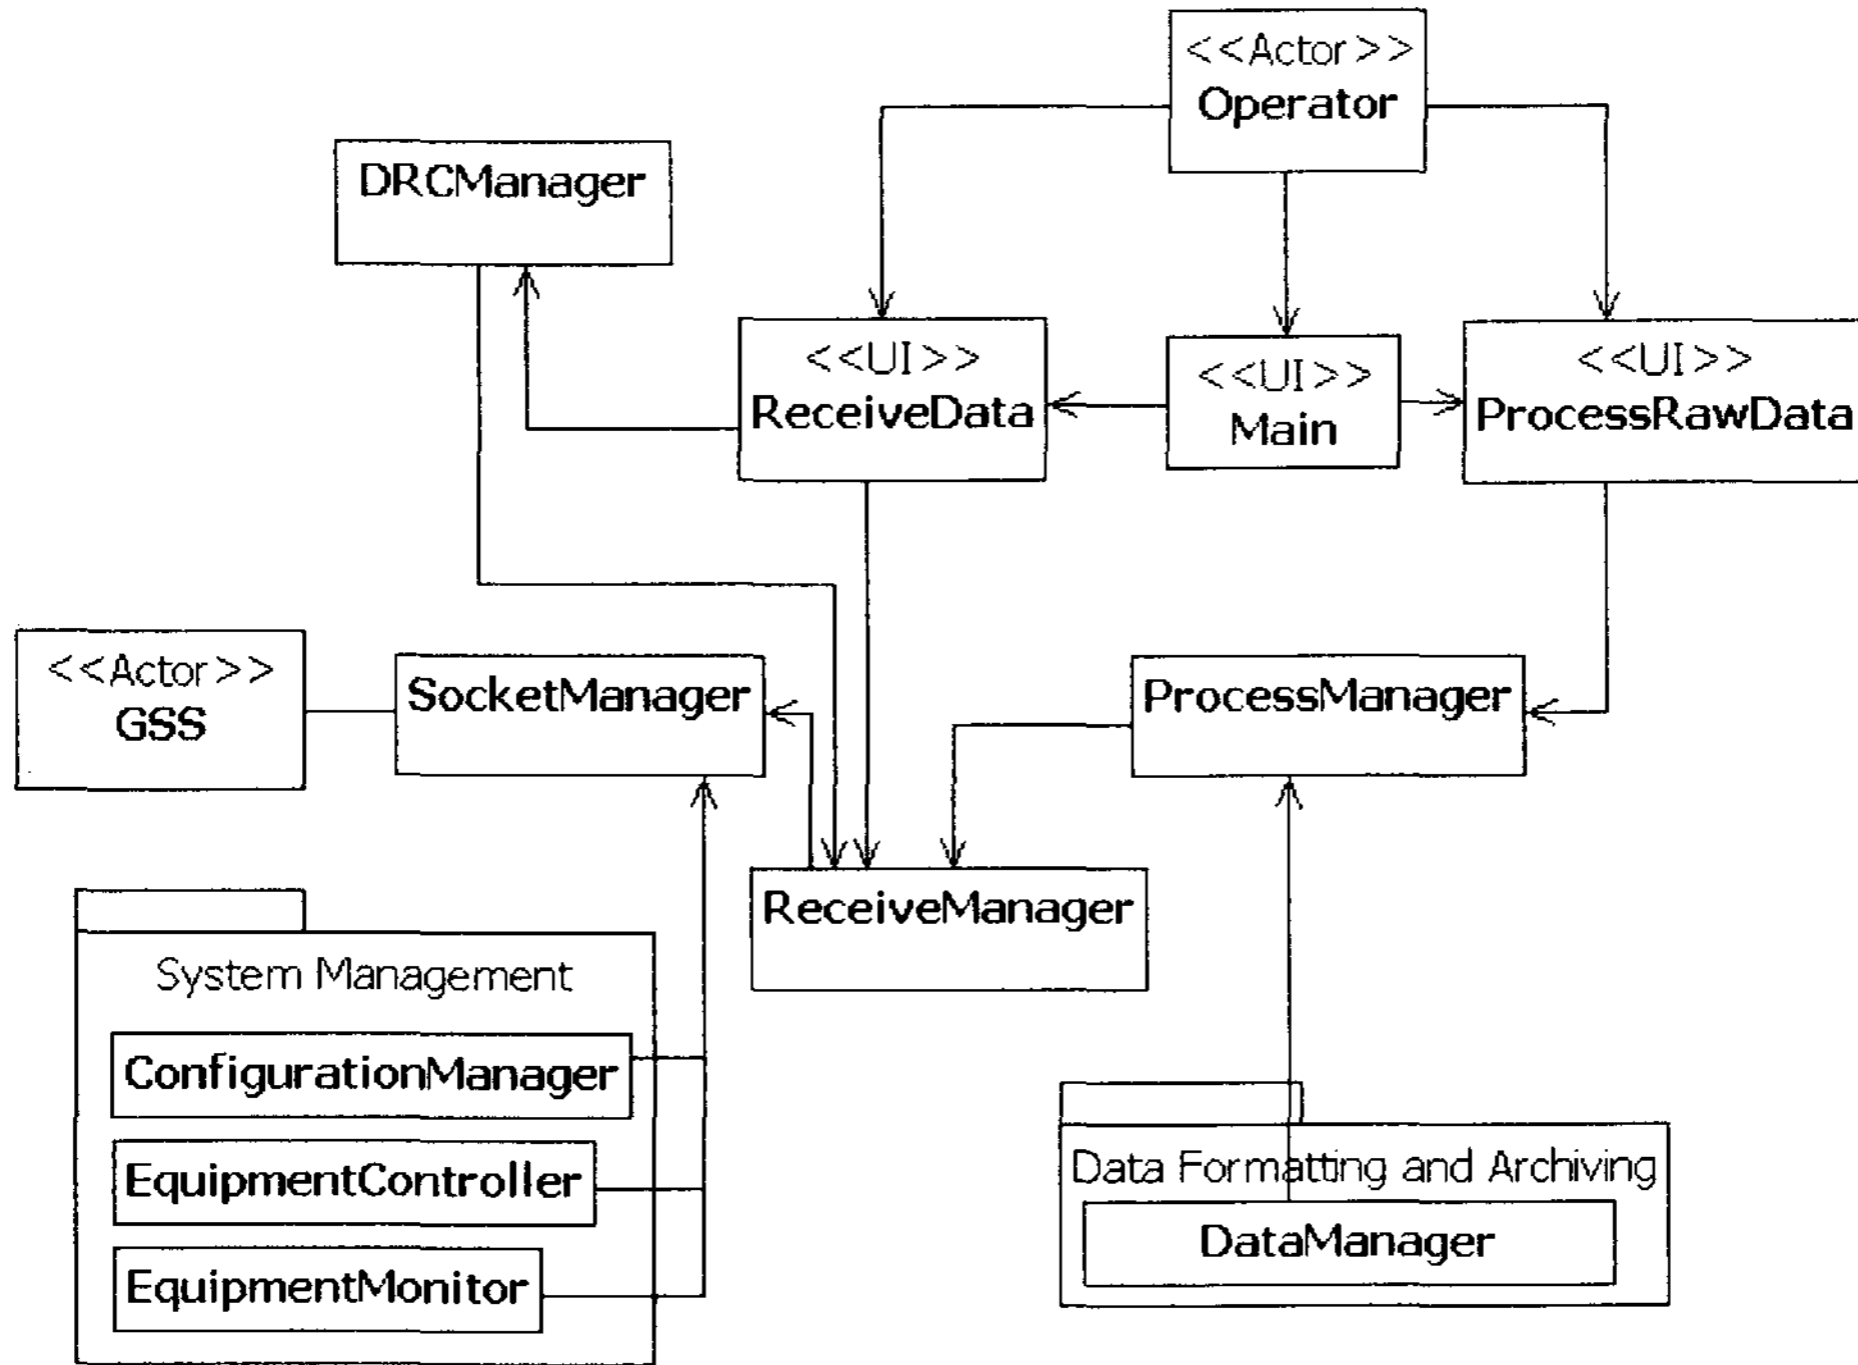 <<Actor>>
Operator
DRCManager
<<UI>>
ReceiveData
<<UI>>
Main
<<UI>>
ProcessRawData
<<Actor>>
GSS
SocketManager
ProcessManager
ReceiveManager
System Management
ConfigurationManager
EquipmentController
EquipmentMonitor
Data Formatting and Archiving
DataManager